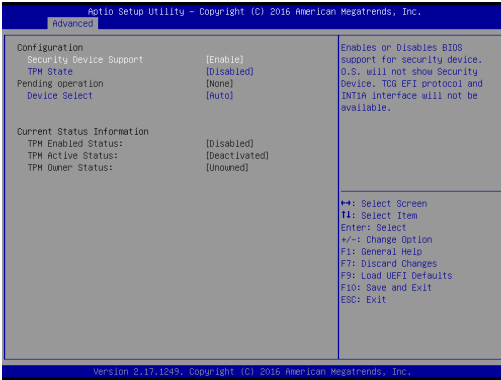 Aptio Setup Utility - Copyright (C) 2016 American Megatrends, Inc.
Advanced
Configuration
Security Device Support [Enable]
TPM State [Disabled]
Pending operation [None]
Device Select [Auto]
Current Status Information
TPM Enabled Status: [Disabled]
TPM Active Status: [Deactivated]
TPM Owner Status: [Unowned]
Enables or Disables BIOS
support for security device.
O.S. will not show Security
Device. TCG EFI protocol and
INT1A interface will not be
available.
↔: Select Screen
↑↓: Select Item
Enter: Select
+/-: Change Option
F1: General Help
F7: Discard Changes
F9: Load UEFI Defaults
F10: Save and Exit
ESC: Exit
Version 2.17.1249. Copyright (C) 2016 American Megatrends, Inc.